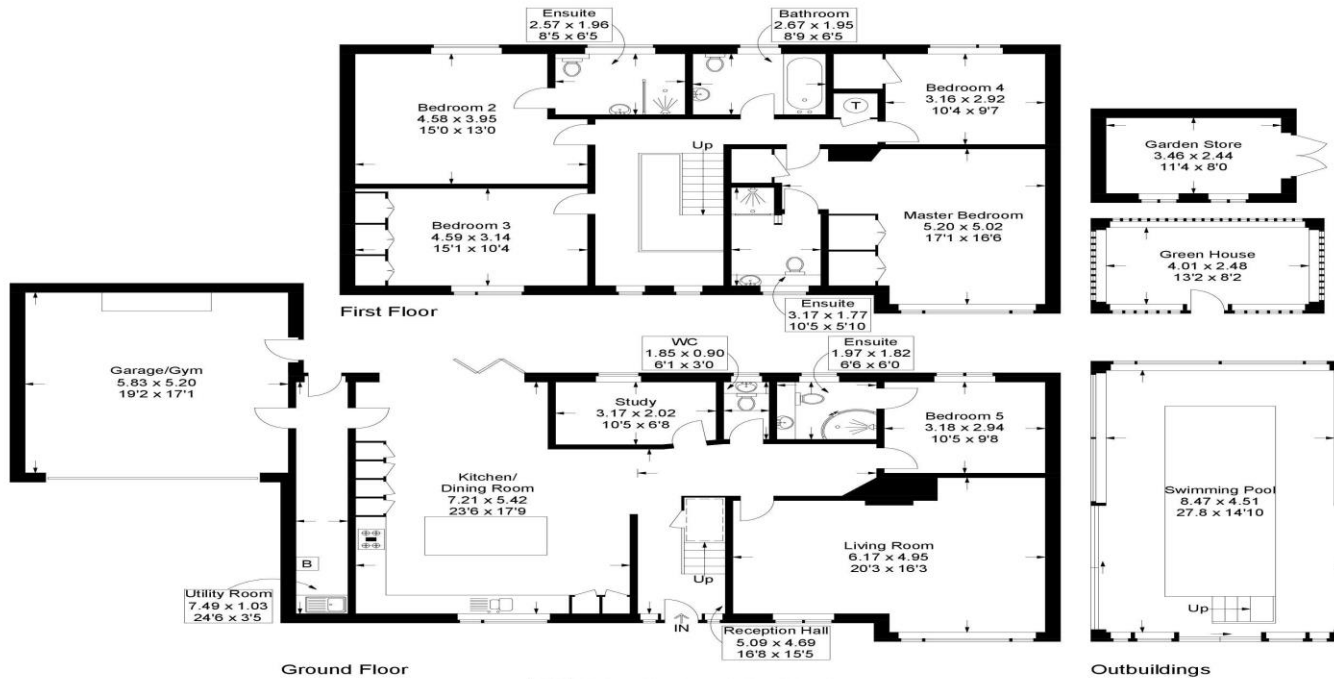 Ensuite
2.57 x 1.96
8'5 x 6'5
Bathroom
2.67 x 1.95
8'9 x 6'5
Bedroom 2
4.58 x 3.95
15'0 x 13'0
Bedroom 4
3.16 x 2.92
10'4 x 9'7
T
Up
Garden Store
3.46 x 2.44
11'4 x 8'0
Bedroom 3
4.59 x 3.14
15'1 x 10'4
Master Bedroom
5.20 x 5.02
17'1 x 16'6
Green House
4.01 x 2.48
13'2 x 8'2
First Floor
Ensuite
3.17 x 1.77
10'5 x 5'10
WC
1.85 x 0.90
6'1 x 3'0
Ensuite
1.97 x 1.82
6'6 x 6'0
Garage/Gym
5.83 x 5.20
19'2 x 17'1
Study
3.17 x 2.02
10'5 x 6'8
Bedroom 5
3.18 x 2.94
10'5 x 9'8
Kitchen/
Dining Room
7.21 x 5.42
23'6 x 17'9
Swimming Pool
8.47 x 4.51
27.8 x 14'10
Living Room
6.17 x 4.95
20'3 x 16'3
B
Up
Up
Utility Room
7.49 x 1.03
24'6 x 3'5
IN
Reception Hall
5.09 x 4.69
16'8 x 15'5
Ground Floor
Outbuildings